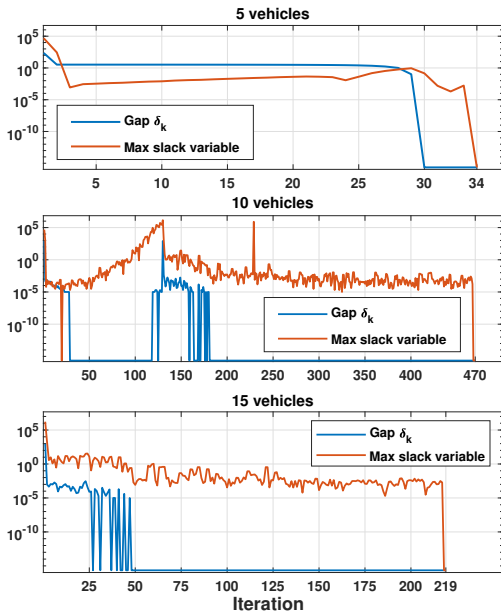 5 vehicles
10^5
10^0
10^-5
10^-10
Gap δ_k
Max slack variable
5 10 15 20 25 30 34
10 vehicles
10^5
10^0
10^-5
10^-10
Gap δ_k
Max slack variable
50 100 150 200 250 300 350 400 470
15 vehicles
10^5
10^0
10^-5
10^-10
Gap δ_k
Max slack variable
25 50 75 100 125 150 175 200 219
Iteration